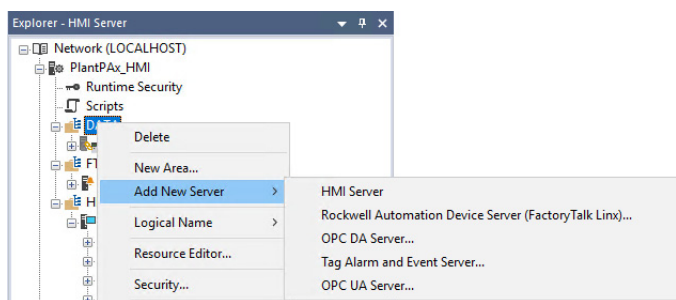 Explorer - HMI Server
Network (LOCALHOST)
PlantPAx_HMI
Runtime Security
Scripts
Delete
New Area...
Add New Server
HMI Server
Logical Name
Rockwell Automation Device Server (FactoryTalk Linx)...
OPC DA Server...
Resource Editor...
Tag Alarm and Event Server...
Security...
OPC UA Server...